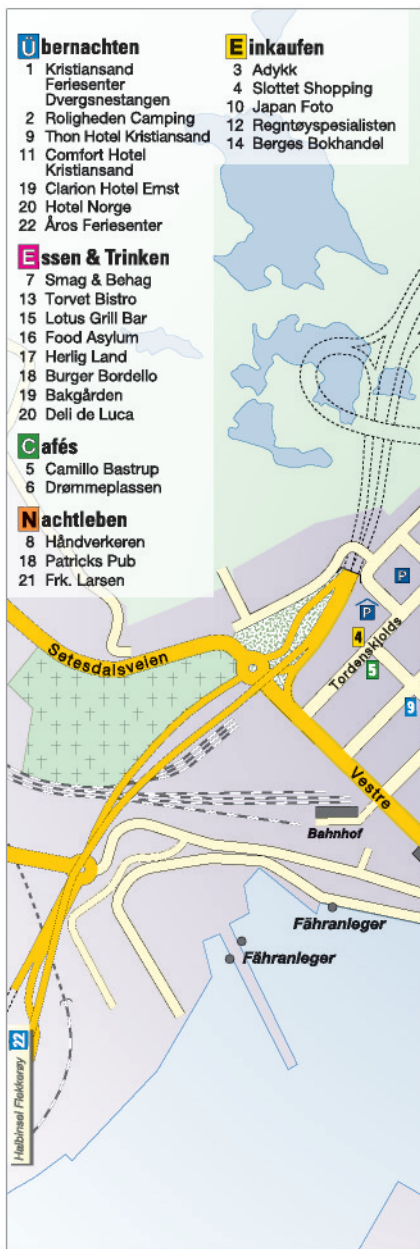 Übernachten
1 Kristiansand
Feriesenter
Dvergsnestangen
2 Roligheden Camping
9 Thon Hotel Kristiansand
11 Comfort Hotel
Kristiansand
19 Clarion Hotel Ernst
20 Hotel Norge
22 Åros Feriesenter
Essen & Trinken
7 Smag & Behag
13 Torvet Bistro
15 Lotus Grill Bar
16 Food Asylum
17 Herlig Land
18 Burger Bordello
19 Bakgården
20 Deli de Luca
Cafés
5 Camillo Bastrup
6 Drømmeplassen
Nachtleben
8 Håndverkeren
18 Patricks Pub
21 Frk. Larsen
Einkaufen
3 Adykk
4 Slottet Shopping
10 Japan Foto
12 Regntøyspesialisten
14 Berges Bokhandel
P
P
4
Tordenskjolds
5
9
Setesdalsveien
Vestre
Bahnhof
Fähranleger
Fähranleger
22
Halbinsel Flekkerøy